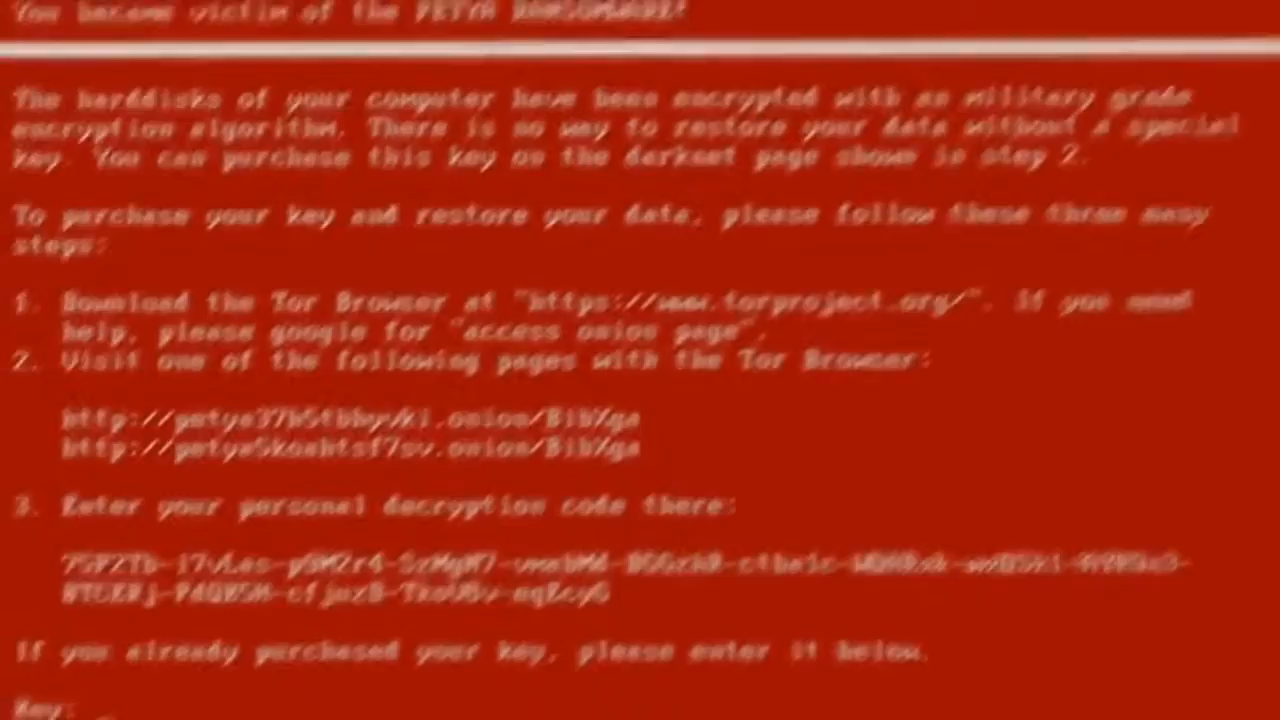 You became victim of the PETYA RANSOMWARE!
The harddisks of your computer have been encrypted with an military grade
encryption algorithm. There is no way to restore your data without a special
key. You can purchase this key on the darknet page shown in step 2.
To purchase your key and restore your data, please follow these three easy
steps:
1. Download the Tor Browser at "https://www.torproject.org/". If you need
help, please google for "access onion page".
2. Visit one of the following pages with the Tor Browser:
3. Enter your personal decryption code there:
If you already purchased your key, please enter it below.
Key: _